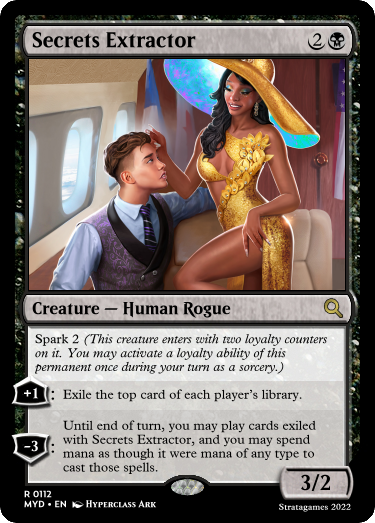 Secrets Extractor 2
Creature — Human Rogue
Spark 2 (This creature enters with two loyalty counters
on it. You may activate a loyalty ability of this
permanent once during your turn as a sorcery.)
+1: Exile the top card of each player's library.
-3: Until end of turn, you may play cards exiled
with Secrets Extractor, and you may spend
mana as though it were mana of any type to
cast those spells.
3/2
R 0112
MYD • EN Hyperclass Ark
Stratagames 2022